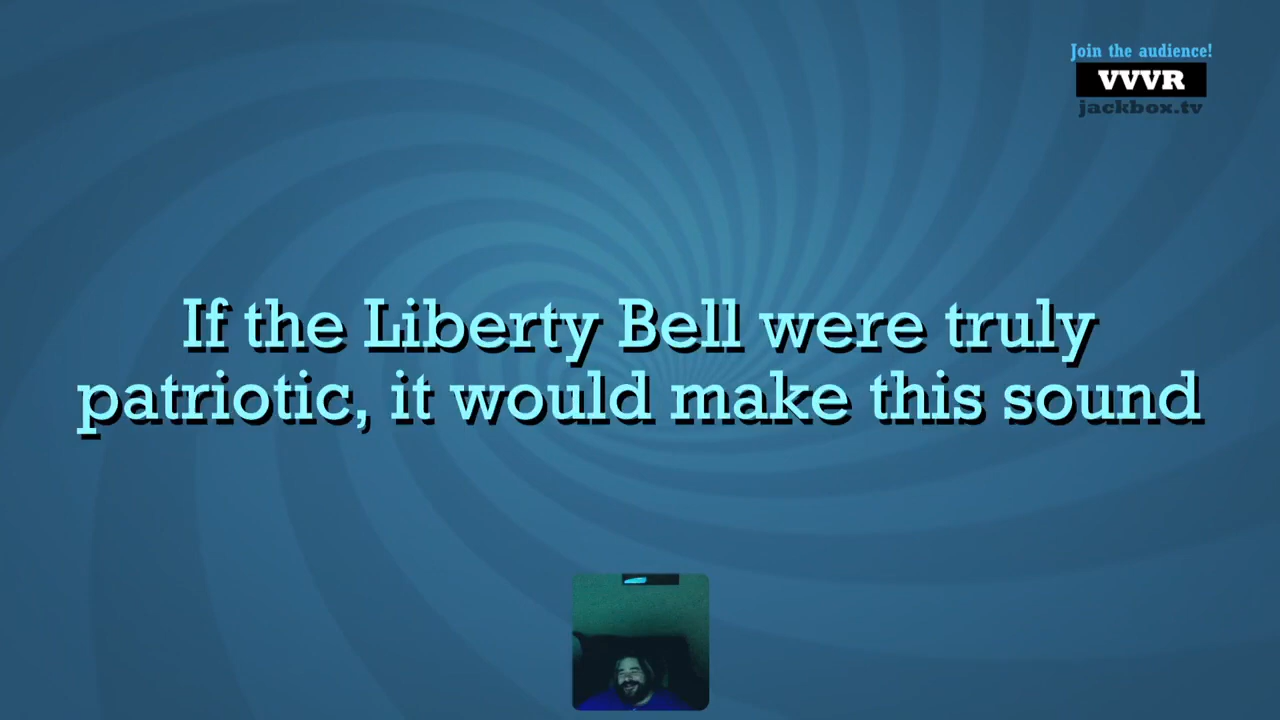 Join the audience!
VVVR
jackbox.tv
If the Liberty Bell were truly
patriotic, it would make this sound